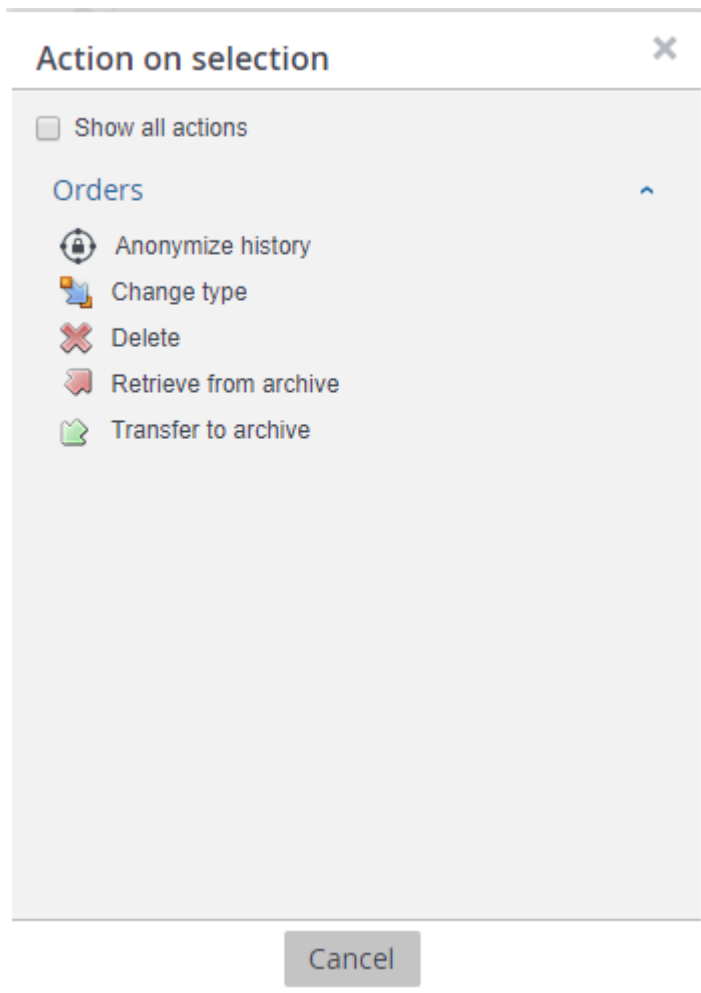 Action on selection
Show all actions
Orders
Anonymize history
Change type
Delete
Retrieve from archive
Transfer to archive
Cancel